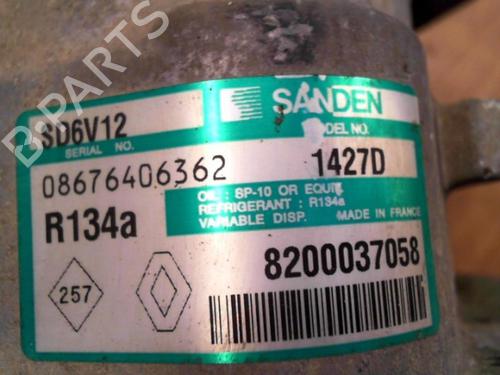 SANDEN
SD6V12
SERIAL NO.
MODEL NO.
08676406362
1427D
OIL : SP-10 OR EQUIV.
REFRIGERANT : R134a
VARIABLE DISP. MADE IN FRANCE
R134a
8200037058
257
B-PARTS